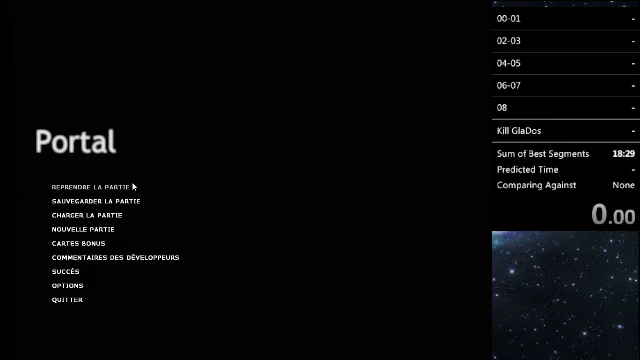 Portal
REPRENDRE LA PARTIE
SAUVEGARDER LA PARTIE
CHARGER LA PARTIE
NOUVELLE PARTIE
CARTES BONUS
COMMENTAIRES DES DÉVELOPPEURS
SUCCÈS
OPTIONS
QUITTER
00-01 -
02-03 -
04-05 -
06-07 -
08 -
Kill GlaDos -
Sum of Best Segments 18:29
Predicted Time -
Comparing Against None
0.00